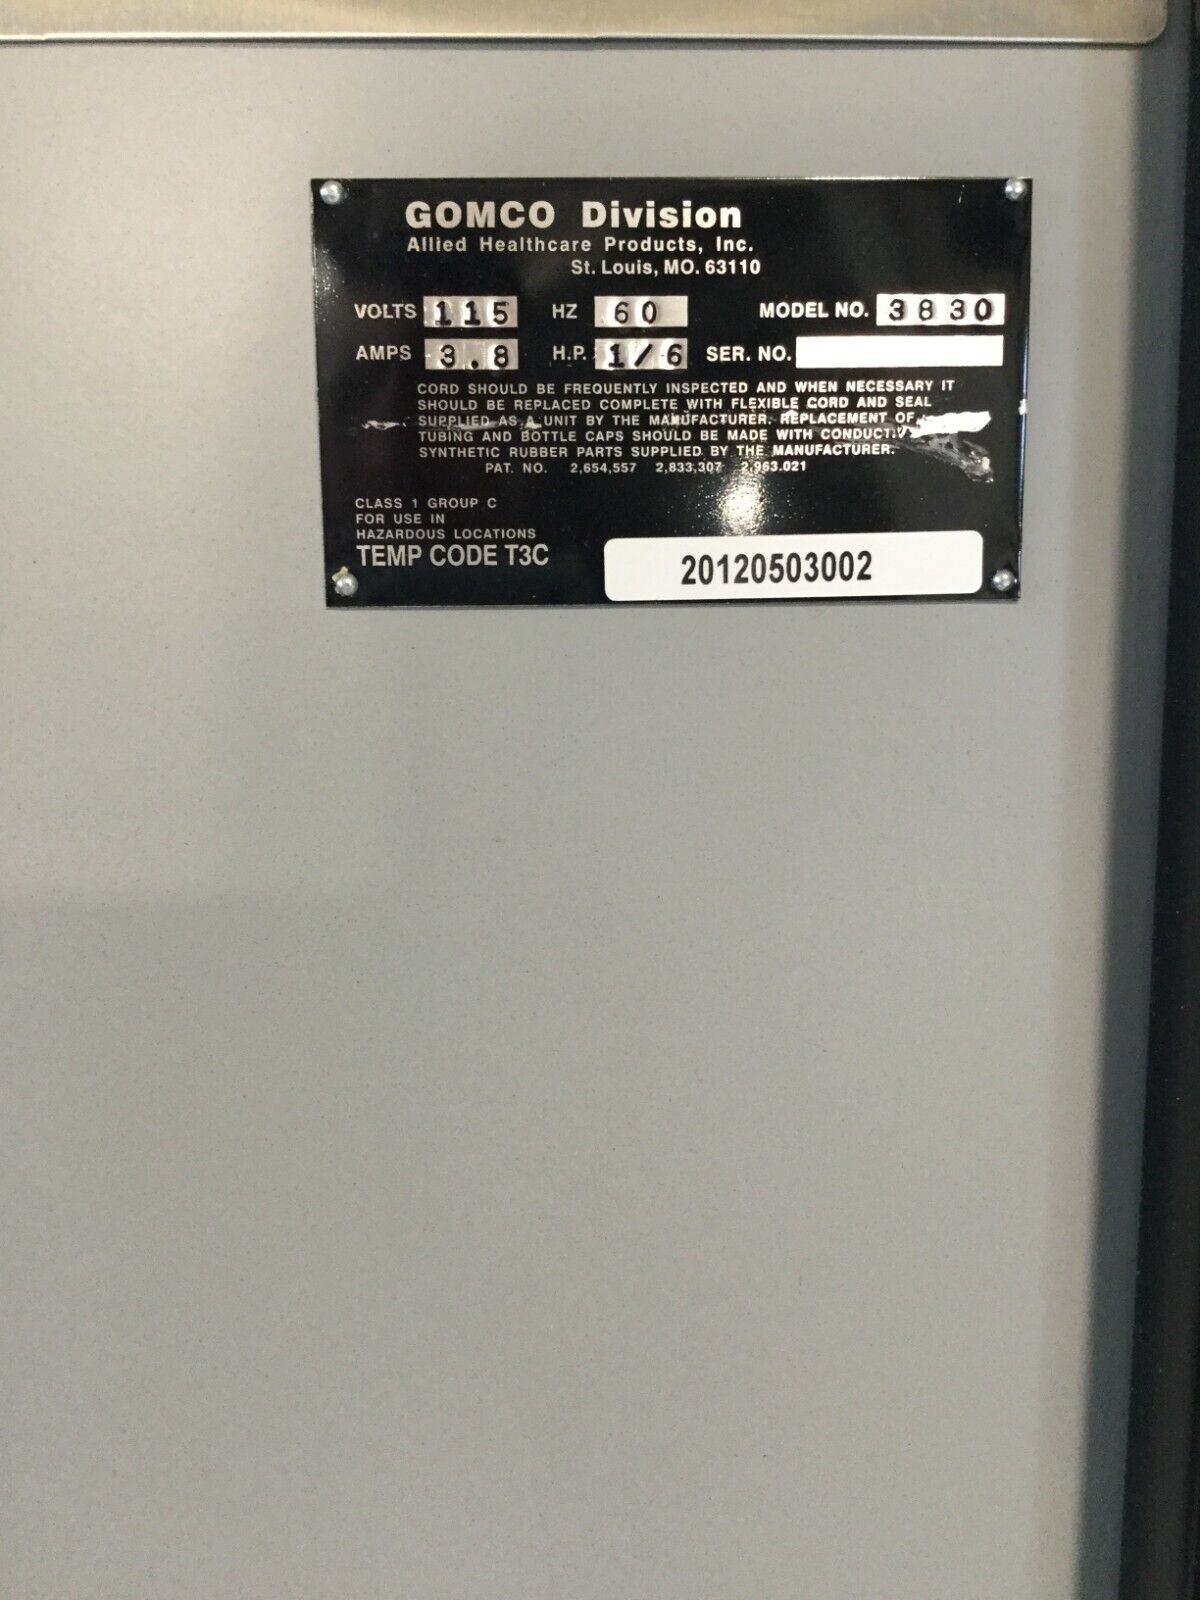 GOMCO Division
Allied Healthcare Products, Inc.
St. Louis, MO. 63110
VOLTS 115 HZ 60 MODEL NO. 3830
AMPS 3.8 H.P. 1/6 SER. NO.
CORD SHOULD BE FREQUENTLY INSPECTED AND WHEN NECESSARY IT
SHOULD BE REPLACED COMPLETE WITH FLEXIBLE CORD AND SEAL
SUPPLIED AS A UNIT BY THE MANUFACTURER. REPLACEMENT OF
TUBING AND BOTTLE CAPS SHOULD BE MADE WITH CONDUCTIV
SYNTHETIC RUBBER PARTS SUPPLIED BY THE MANUFACTURER.
PAT. NO. 2,654,557 2,833,307 2,963.021
CLASS 1 GROUP C
FOR USE IN
HAZARDOUS LOCATIONS
TEMP CODE T3C
20120503002